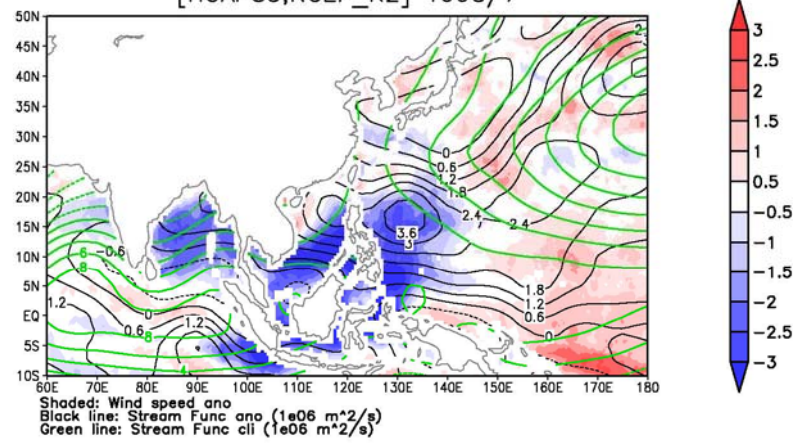 50N
45N
40N
35N
30N
25N
20N
15N
10N
5N
EQ
5S
10S
60E 70E 80E 90E 100E 110E 120E 130E 140E 150E 160E 170E 180
0
0.6
1.2
1.8
2.4 2.4
3.6
3
6 -0.6
8
1.2
0
0.6 1.2
8
4
1.8
1.2
0.6
0
3
2.5
2
1.5
1
0.5
-0.5
-1
-1.5
-2
-2.5
-3
Shaded: Wind speed ano
Black line: Stream Func ano (1e06 m^2/s)
Green line: Stream Func cli (1e06 m^2/s)